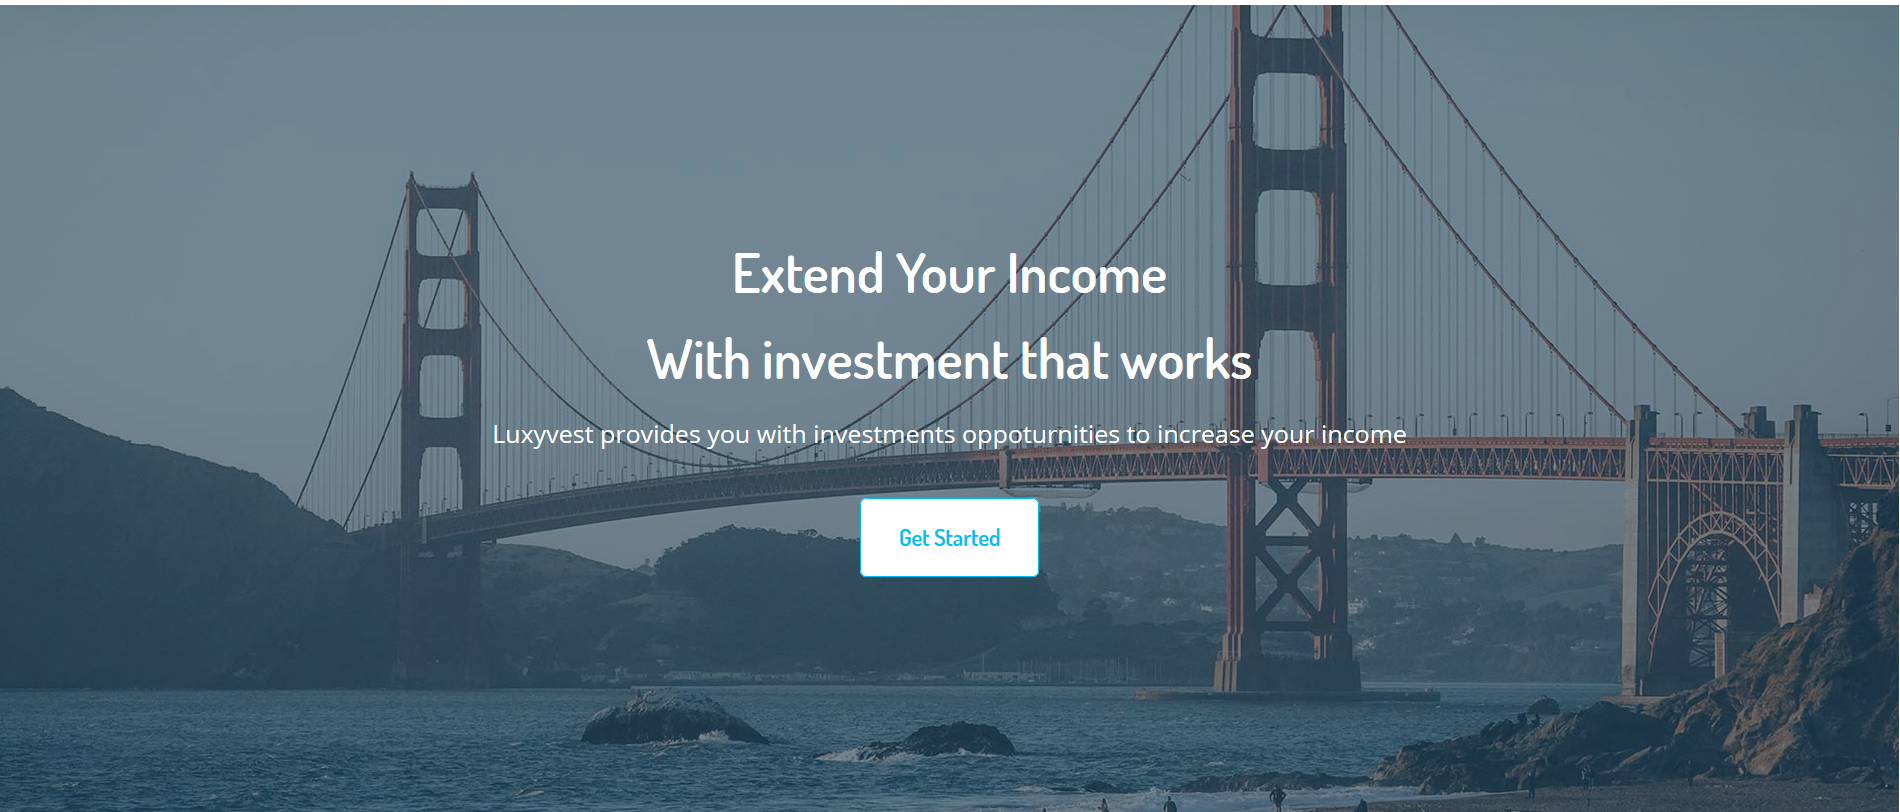 Extend Your Income
With investment that works
Luxyvest provides you with investments oppoturnities to increase your income
Get Started